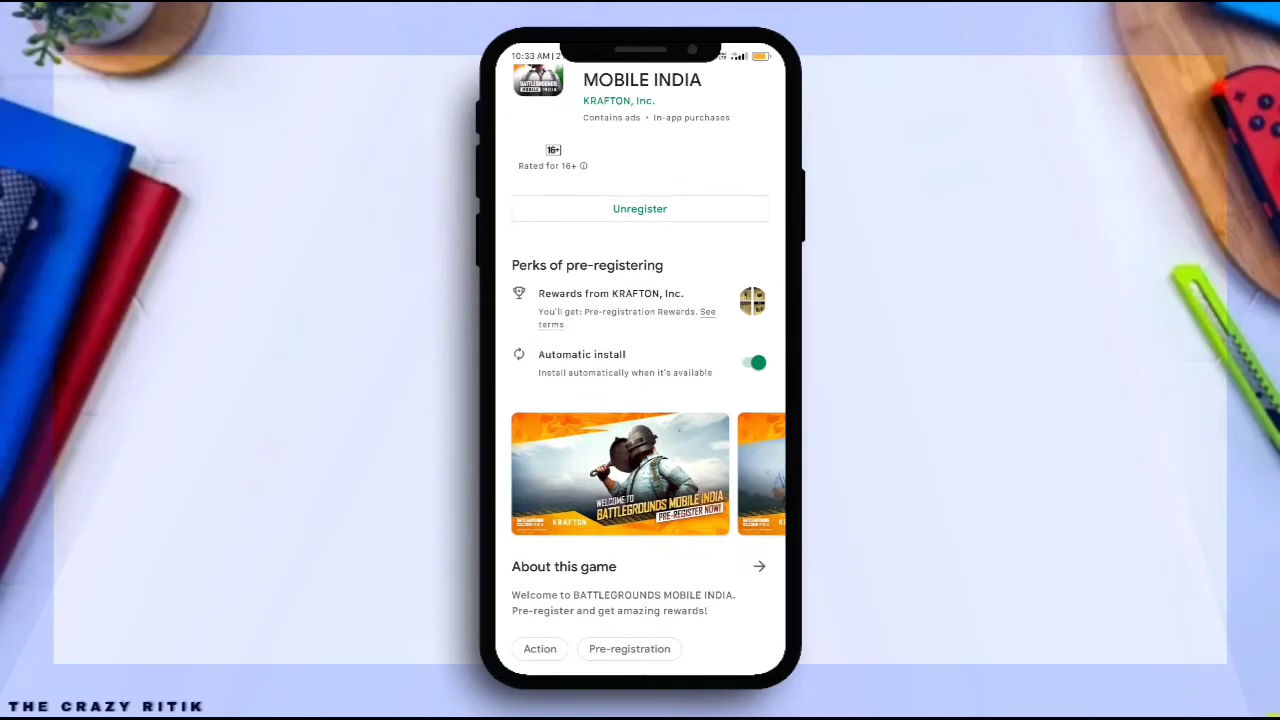 10:33 AM | 2
MOBILE INDIA
KRAFTON, Inc.
Contains ads • In-app purchases
16+
Rated for 16+
Unregister
Perks of pre-registering
Rewards from KRAFTON, Inc.
You'll get: Pre-registration Rewards. See
terms
Automatic install
Install automatically when it's available
WELCOME TO
BATTLEGROUNDS MOBILE INDIA
PRE-REGISTER NOW!
KRAFTON
About this game
Welcome to BATTLEGROUNDS MOBILE INDIA.
Pre-register and get amazing rewards!
Action
Pre-registration
THE CRAZY RITIK